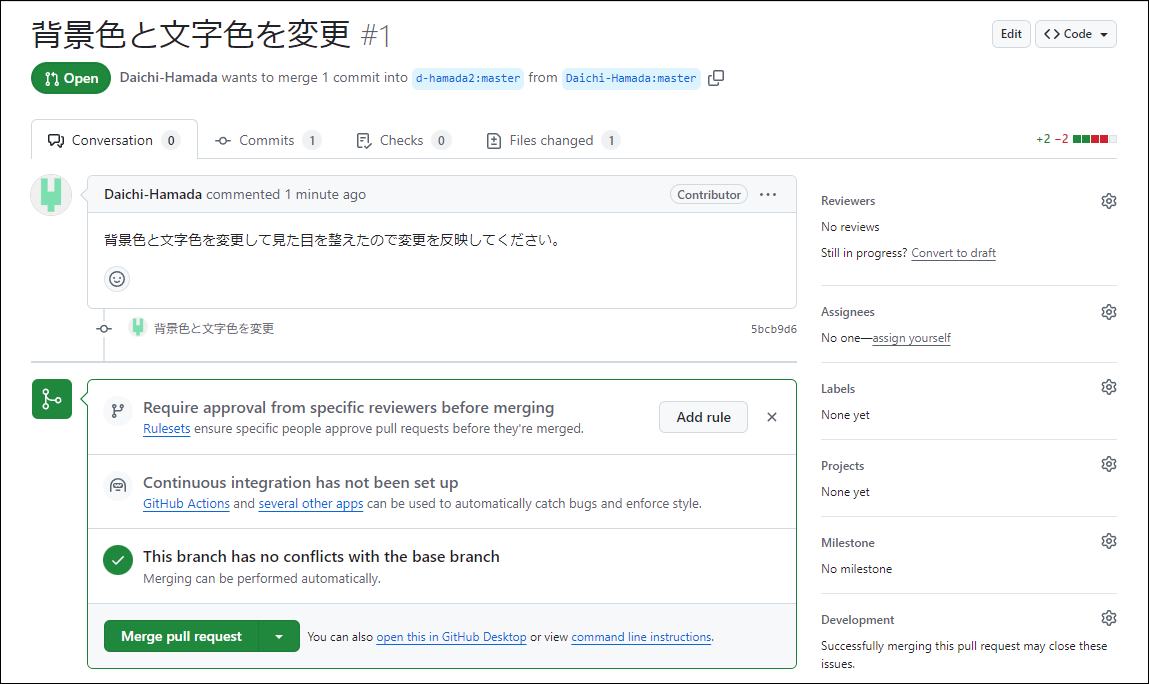 背景色と文字色を変更 #1
Edit
Code
Open
Daichi-Hamada wants to merge 1 commit into d-hamada2:master from Daichi-Hamada:master
Conversation 0
Commits 1
Checks 0
Files changed 1
+2 −2
Daichi-Hamada commented 1 minute ago
Contributor
背景色と文字色を変更して見た目を整えたので変更を反映してください。
背景色と文字色を変更
5bcb9d6
Require approval from specific reviewers before merging
Rulesets ensure specific people approve pull requests before they're merged.
Add rule
Continuous integration has not been set up
GitHub Actions and several other apps can be used to automatically catch bugs and enforce style.
This branch has no conflicts with the base branch
Merging can be performed automatically.
Merge pull request
You can also open this in GitHub Desktop or view command line instructions.
Reviewers
No reviews
Still in progress? Convert to draft
Assignees
No one—assign yourself
Labels
None yet
Projects
None yet
Milestone
No milestone
Development
Successfully merging this pull request may close these
issues.